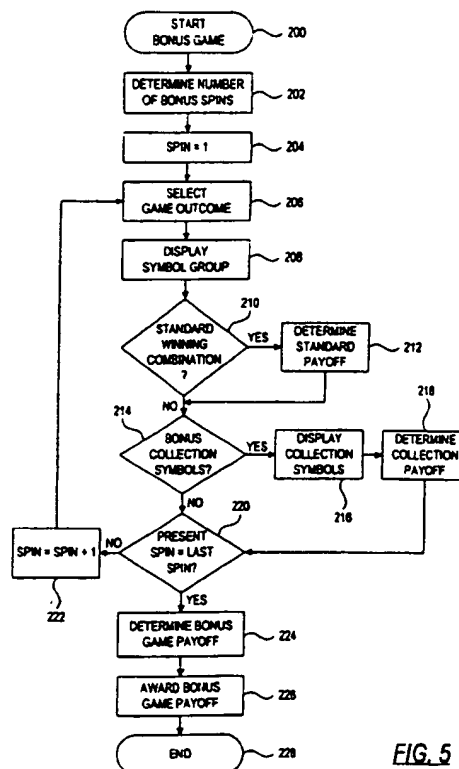 START
BONUS GAME
200
DETERMINE NUMBER
OF BONUS SPINS
202
SPIN = 1
204
SELECT
GAME OUTCOME
206
DISPLAY
SYMBOL GROUP
208
210
STANDARD
WINNING
COMBINATION
?
YES
DETERMINE
STANDARD
PAYOFF
212
NO
214
BONUS
COLLECTION
SYMBOLS?
YES
DISPLAY
COLLECTION
SYMBOLS
216
218
DETERMINE
COLLECTION
PAYOFF
NO
220
PRESENT
SPIN = LAST
SPIN?
NO
SPIN = SPIN + 1
222
YES
DETERMINE BONUS
GAME PAYOFF
224
AWARD BONUS
GAME PAYOFF
226
END
228
FIG. 5